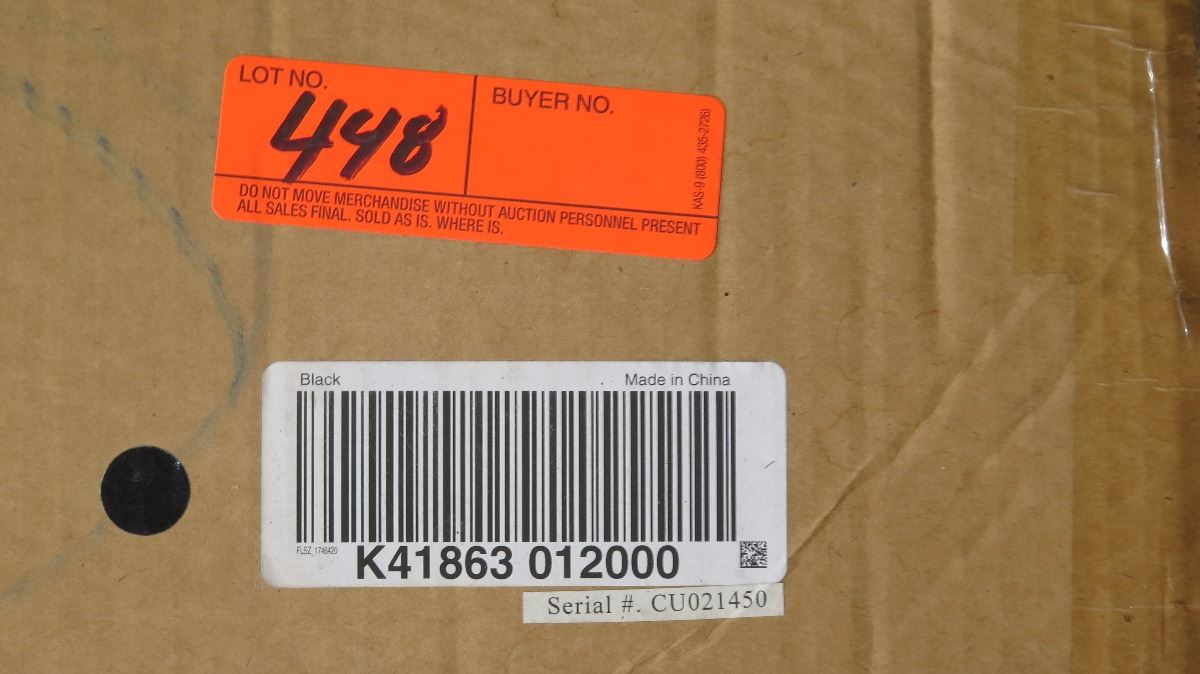 LOT NO.
448
BUYER NO.
KAS-9 (800) 435-2726)
DO NOT MOVE MERCHANDISE WITHOUT AUCTION PERSONNEL PRESENT
ALL SALES FINAL. SOLD AS IS. WHERE IS.
Black
Made in China
FLSZ_1746420
K41863 012000
Serial #. CU021450